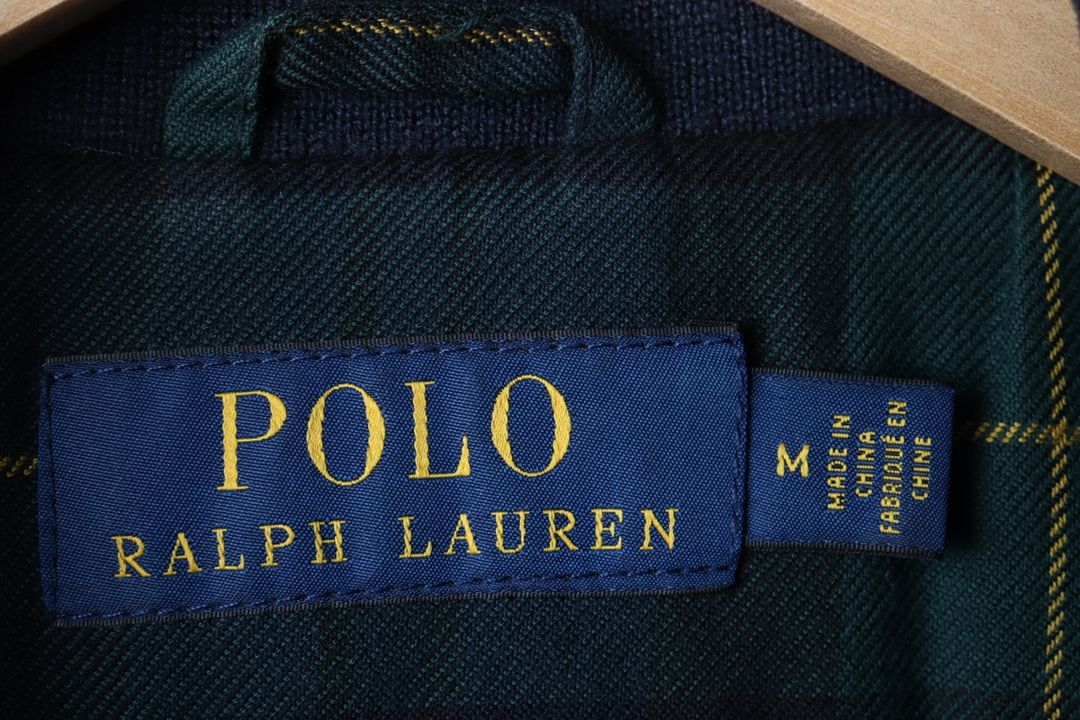 POLO
RALPH LAUREN
M
MADE IN
CHINA
FABRIQUÉ EN
CHINE